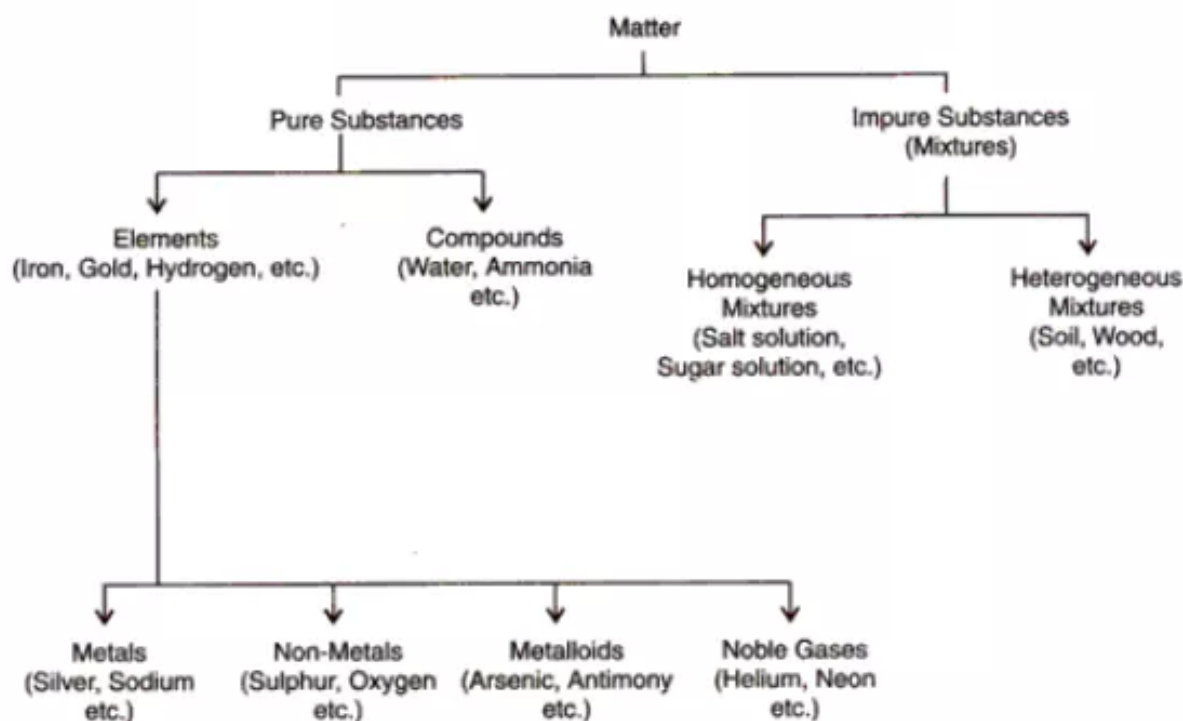 Matter
Pure Substances
Impure Substances
(Mixtures)
Elements
(Iron, Gold, Hydrogen, etc.)
Compounds
(Water, Ammonia
etc.)
Homogeneous
Mixtures
(Salt solution,
Sugar solution, etc.)
Heterogeneous
Mixtures
(Soil, Wood,
etc.)
Metals
(Silver, Sodium
etc.)
Non-Metals
(Sulphur, Oxygen
etc.)
Metalloids
(Arsenic, Antimony
etc.)
Noble Gases
(Helium, Neon
etc.)